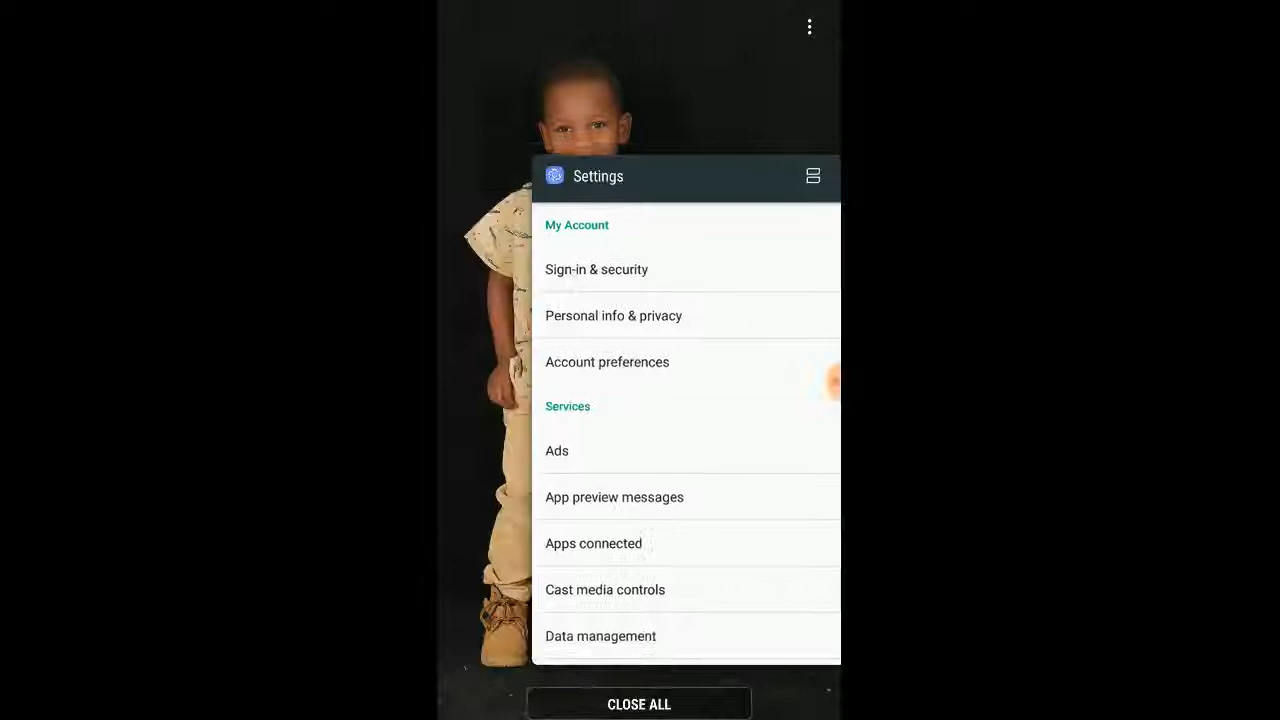 Settings
My Account
Sign-in & security
Personal info & privacy
Account preferences
Services
Ads
App preview messages
Apps connected
Cast media controls
Data management
CLOSE ALL